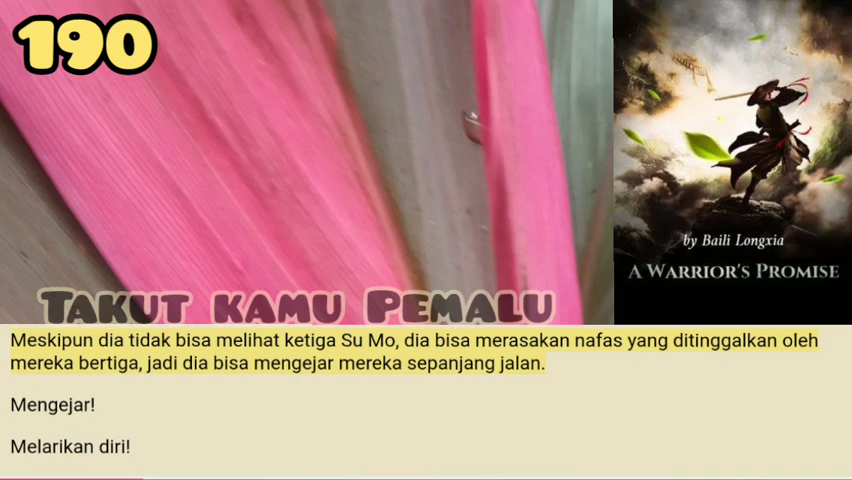 190
by Baili Longxia
A WARRIOR'S PROMISE
TAKUT KAMU PEMALU
Meskipun dia tidak bisa melihat ketiga Su Mo, dia bisa merasakan nafas yang ditinggalkan oleh
mereka bertiga, jadi dia bisa mengejar mereka sepanjang jalan.
Mengejar!
Melarikan diri!